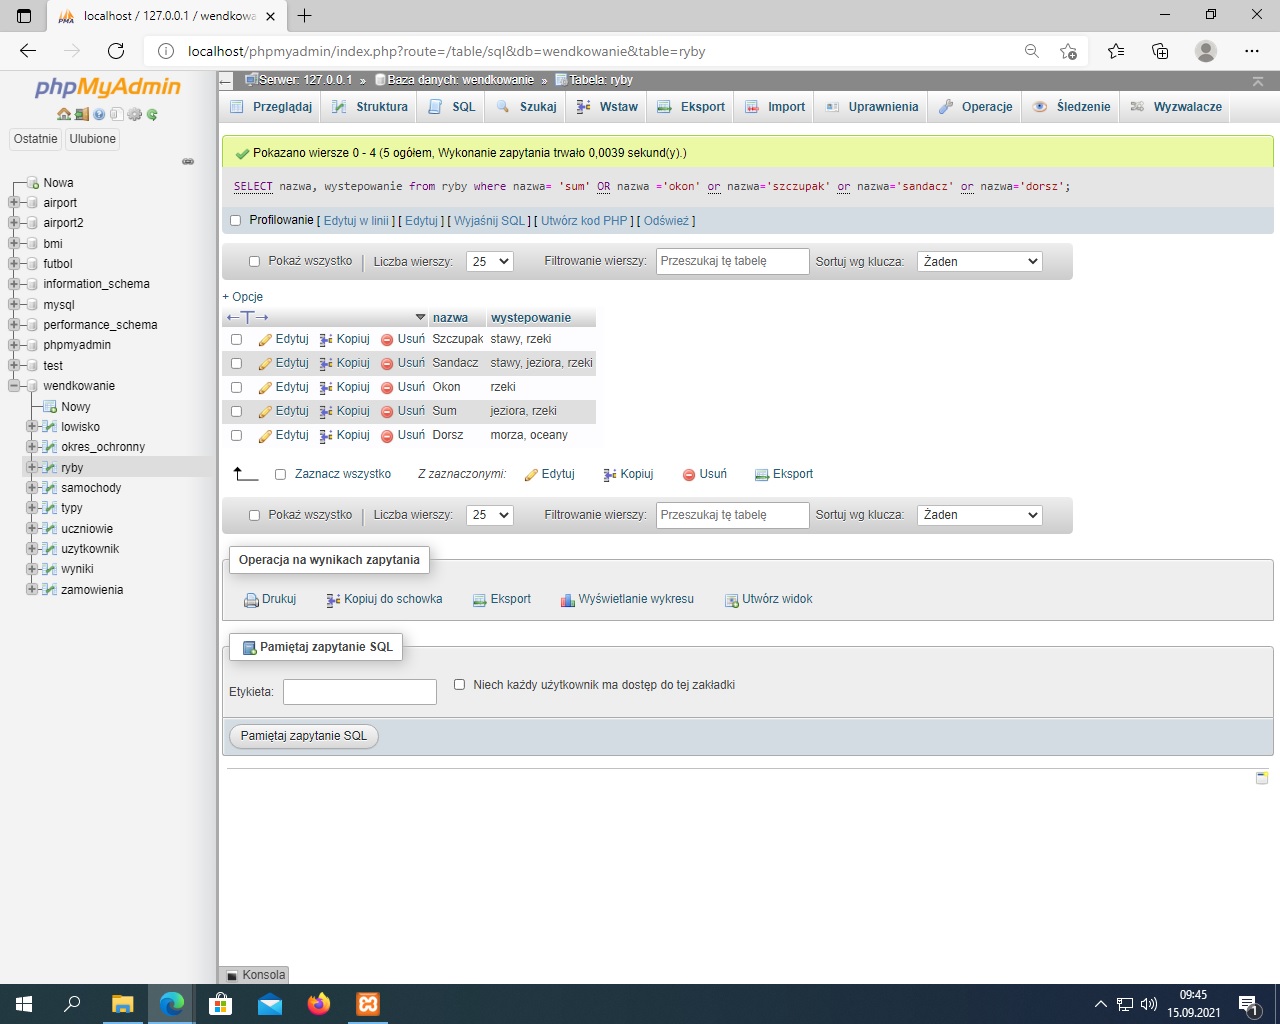 localhost / 127.0.0.1 / wendkowa
localhost/phpmyadmin/index.php?route=/table/sql&db=wendkowanie&table=ryby
phpMyAdmin
Ostatnie Ulubione
Nowa
airport
airport2
bmi
futbol
information_schema
mysql
performance_schema
phpmyadmin
test
wendkowanie
Nowy
lowisko
okres_ochronny
ryby
samochody
typy
uczniowie
uzytkownik
wyniki
zamowienia
Serwer: 127.0.0.1 » Baza danych: wendkowanie » Tabela: ryby
Przeglądaj Struktura SQL Szukaj Wstaw Eksport Import Uprawnienia Operacje Śledzenie Wyzwalacze
Pokazano wiersze 0 - 4 (5 ogółem, Wykonanie zapytania trwało 0,0039 sekund(y).)
SELECT nazwa, wystepowanie from ryby where nazwa= 'sum' OR nazwa ='okon' or nazwa='szczupak' or nazwa='sandacz' or nazwa='dorsz';
Profilowanie [ Edytuj w linii ] [ Edytuj ] [ Wyjaśnij SQL ] [ Utwórz kod PHP ] [ Odśwież ]
Pokaż wszystko | Liczba wierszy: 25 Filtrowanie wierszy: Przeszukaj tę tabelę Sortuj wg klucza: Żaden
+ Opcje
←T→ nazwa wystepowanie
Edytuj Kopiuj Usuń Szczupak stawy, rzeki
Edytuj Kopiuj Usuń Sandacz stawy, jeziora, rzeki
Edytuj Kopiuj Usuń Okon rzeki
Edytuj Kopiuj Usuń Sum jeziora, rzeki
Edytuj Kopiuj Usuń Dorsz morza, oceany
Zaznacz wszystko Z zaznaczonymi: Edytuj Kopiuj Usuń Eksport
Pokaż wszystko | Liczba wierszy: 25 Filtrowanie wierszy: Przeszukaj tę tabelę Sortuj wg klucza: Żaden
Operacja na wynikach zapytania
Drukuj Kopiuj do schowka Eksport Wyświetlanie wykresu Utwórz widok
Pamiętaj zapytanie SQL
Etykieta: Niech każdy użytkownik ma dostęp do tej zakładki
Pamiętaj zapytanie SQL
Konsola
09:45
15.09.2021
1